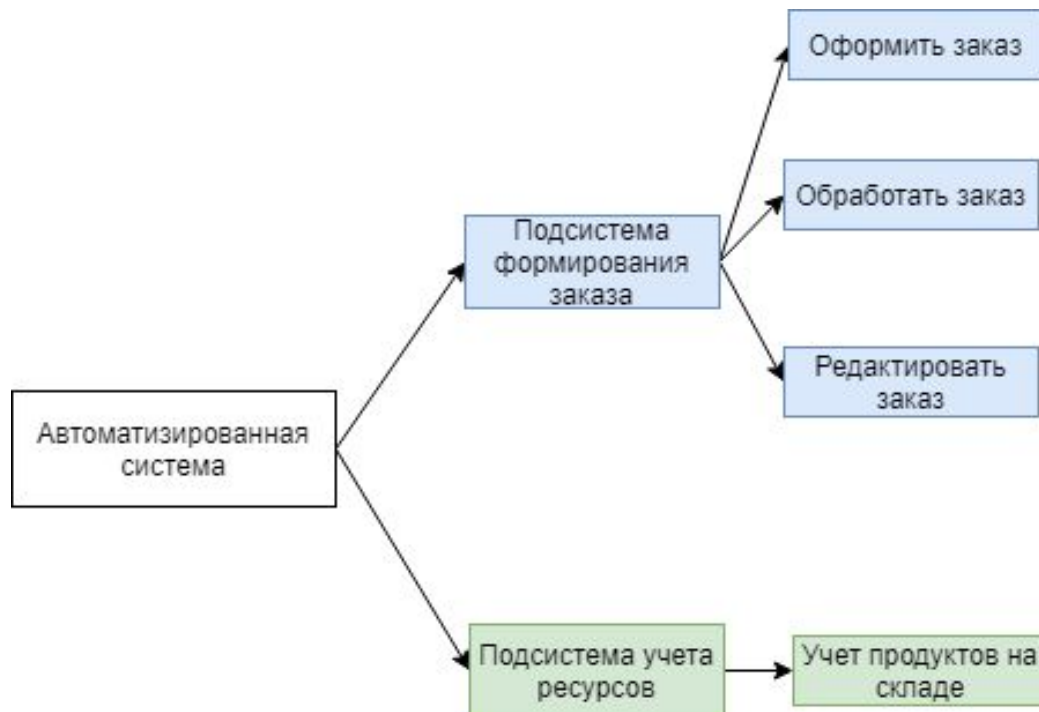 Оформить заказ
Обработать заказ
Подсистема
формирования
заказа
Редактировать
заказ
Автоматизированная
система
Подсистема учета
ресурсов
Учет продуктов на
складе